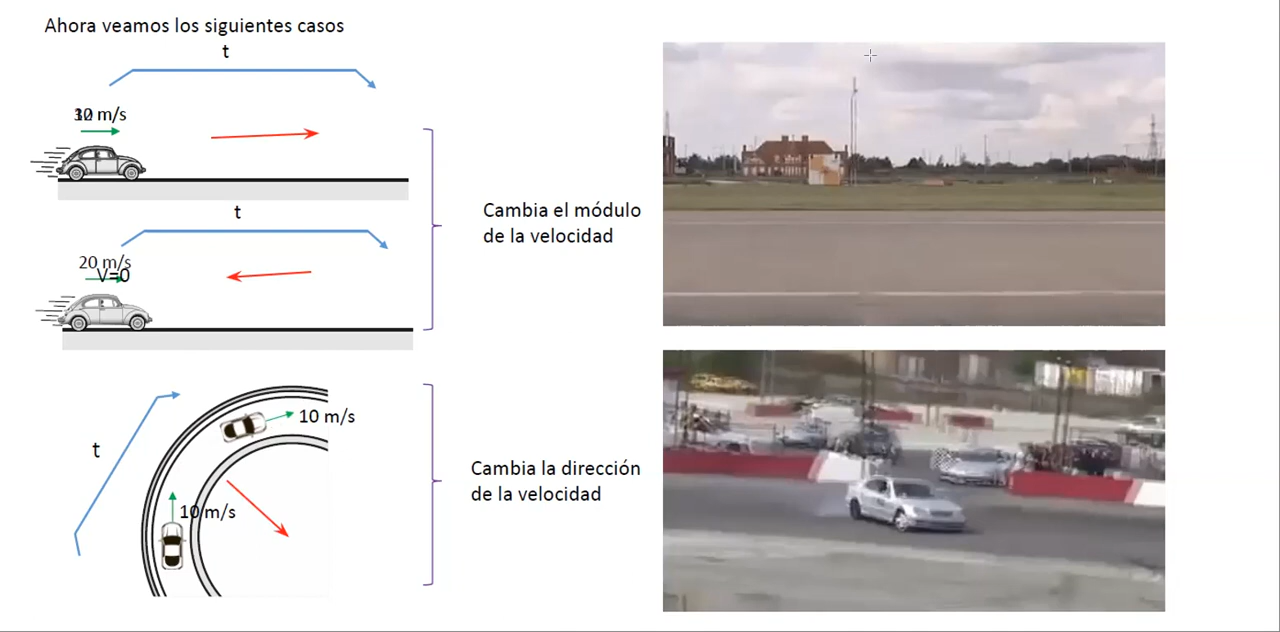 Ahora veamos los siguientes casos
t
m/s
t
20 m/s
V=0
Cambia el módulo
de la velocidad
10 m/s
t
10 m/s
Cambia la dirección
de la velocidad